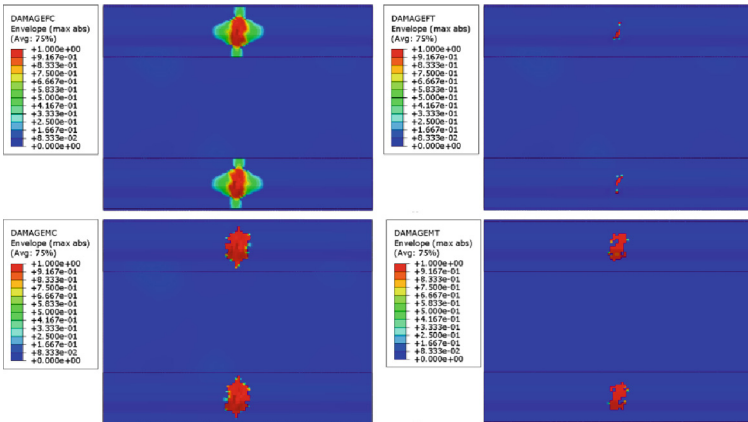 DAMAGEFC
Envelope (max abs)
(Avg: 75%)
+1.000e+00
+9.167e-01
+8.333e-01
+7.500e-01
+6.667e-01
+5.833e-01
+5.000e-01
+4.167e-01
+3.333e-01
+2.500e-01
+1.667e-01
+8.333e-02
+0.000e+00
DAMAGEFT
Envelope (max abs)
(Avg: 75%)
+1.000e+00
+9.167e-01
+8.333e-01
+7.500e-01
+6.667e-01
+5.833e-01
+5.000e-01
+4.167e-01
+3.333e-01
+2.500e-01
+1.667e-01
+8.333e-02
+0.000e+00
DAMAGEMC
Envelope (max abs)
(Avg: 75%)
+1.000e+00
+9.167e-01
+8.333e-01
+7.500e-01
+6.667e-01
+5.833e-01
+5.000e-01
+4.167e-01
+3.333e-01
+2.500e-01
+1.667e-01
+8.333e-02
+0.000e+00
DAMAGEMT
Envelope (max abs)
(Avg: 75%)
+1.000e+00
+9.167e-01
+8.333e-01
+7.500e-01
+6.667e-01
+5.833e-01
+5.000e-01
+4.167e-01
+3.333e-01
+2.500e-01
+1.667e-01
+8.333e-02
+0.000e+00